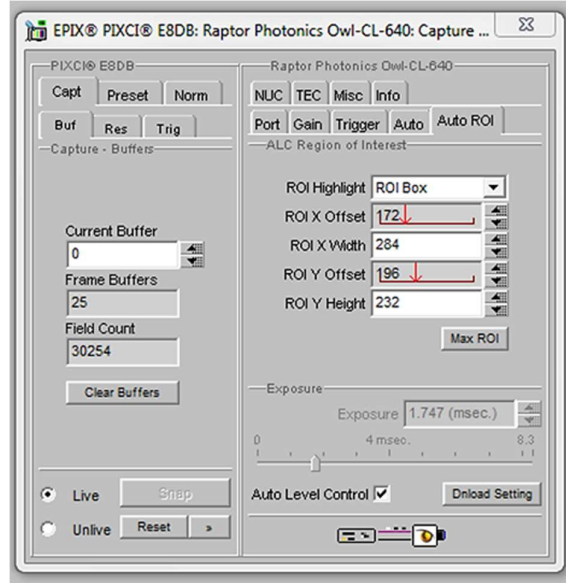 EPIX® PIXCI® E8DB: Raptor Photonics Owl-CL-640: Capture ...
PIXCI® E8DB
Capt Preset Norm
Buf Res Trig
Capture - Buffers
Current Buffer
0
Frame Buffers
25
Field Count
30254
Clear Buffers
Live Snap
Unlive Reset »
Raptor Photonics Owl-CL-640
NUC TEC Misc Info
Port Gain Trigger Auto Auto ROI
ALC Region of Interest
ROI Highlight ROI Box
ROI X Offset 172
ROI X Width 284
ROI Y Offset 196
ROI Y Height 232
Max ROI
Exposure
Exposure 1.747 (msec.)
0 4 msec. 8.3
Auto Level Control Dnload Setting